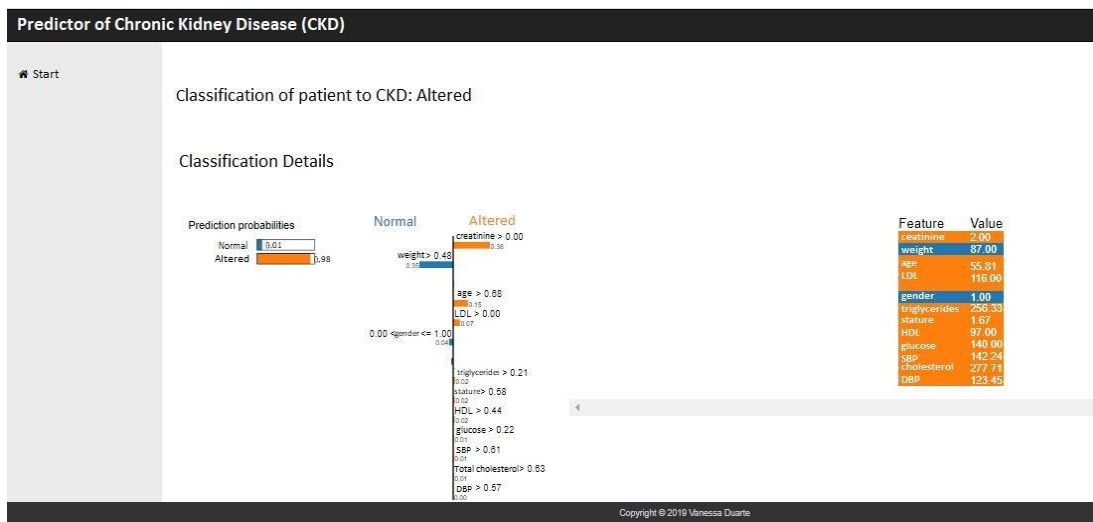 Predictor of Chronic Kidney Disease (CKD)
Start
Classification of patient to CKD: Altered
Classification Details
Prediction probabilities
Normal 0.01
Altered 0.98
Normal Altered
creatinine > 0.00
0.38
weight> 0.48
0.35
age > 0.68
0.15
LDL > 0.00
0.07
0.00 <gender<= 1.00
0.04
triglycerides > 0.21
0.02
stature> 0.58
0.02
HDL > 0.44
0.02
glucose > 0.22
0.01
SBP > 0.61
0.01
Total cholesterol> 0.63
0.01
DBP > 0.57
0.00
Feature Value
ceatinine 2.00
weight 87.00
age 55.81
LDL 116.00
gender 1.00
triglycerides 256.33
stature 1.67
HDL 97.00
glucose 140.00
SBP 142.24
cholesterol 277.71
DBP 123.45
Copyright © 2019 Vanessa Duarte